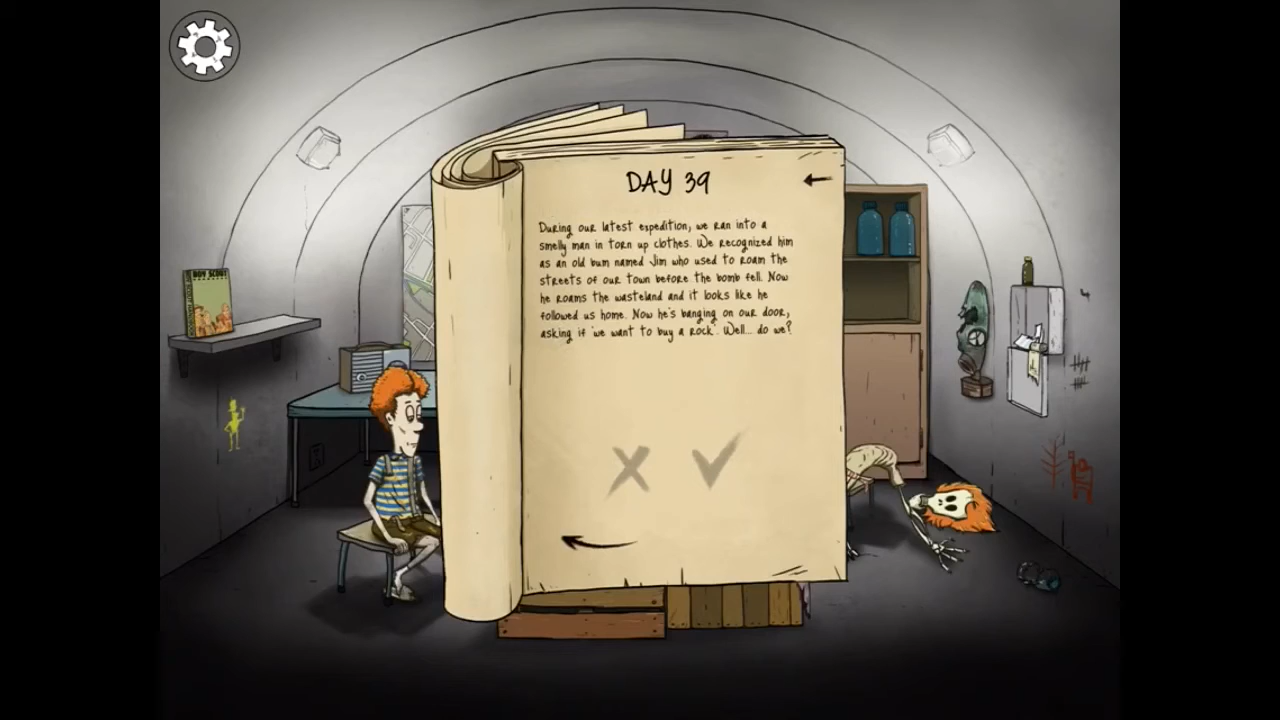 DAY 39
During our latest expedition, we ran into a
smelly man in torn up clothes. We recognized him
as an old bum named Jim who used to roam the
streets of our town before the bomb fell. Now
he roams the wasteland and it looks like he
followed us home. Now he's banging on our door,
asking if 'we want to buy a rock'. Well... do we?
BOY SCOUT